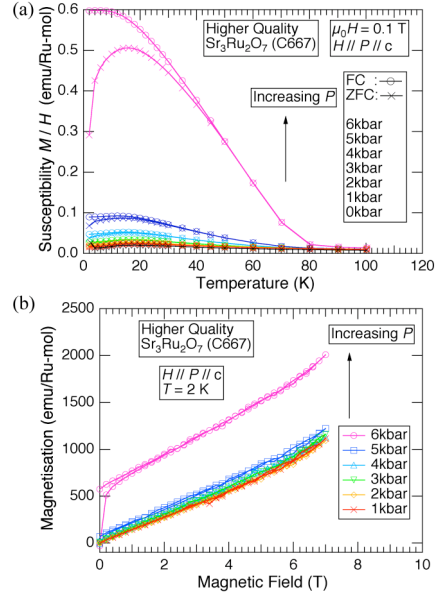 (a)
0.6
0.5
0.4
0.3
0.2
0.1
0.0
Susceptibility M / H (emu/Ru-mol)
Higher Quality
Sr3Ru2O7 (C667)
μ0H = 0.1 T
H // P // c
Increasing P
FC :
ZFC:
6kbar
5kbar
4kbar
3kbar
2kbar
1kbar
0kbar
0 20 40 60 80 100
Temperature (K)
(b)
2500
2000
1500
1000
500
0
Magnetisation (emu/Ru-mol)
Higher Quality
Sr3Ru2O7 (C667)
H // P // c
T = 2 K
Increasing P
6kbar
5kbar
4kbar
3kbar
2kbar
1kbar
0 2 4 6 8 10
Magnetic Field (T)